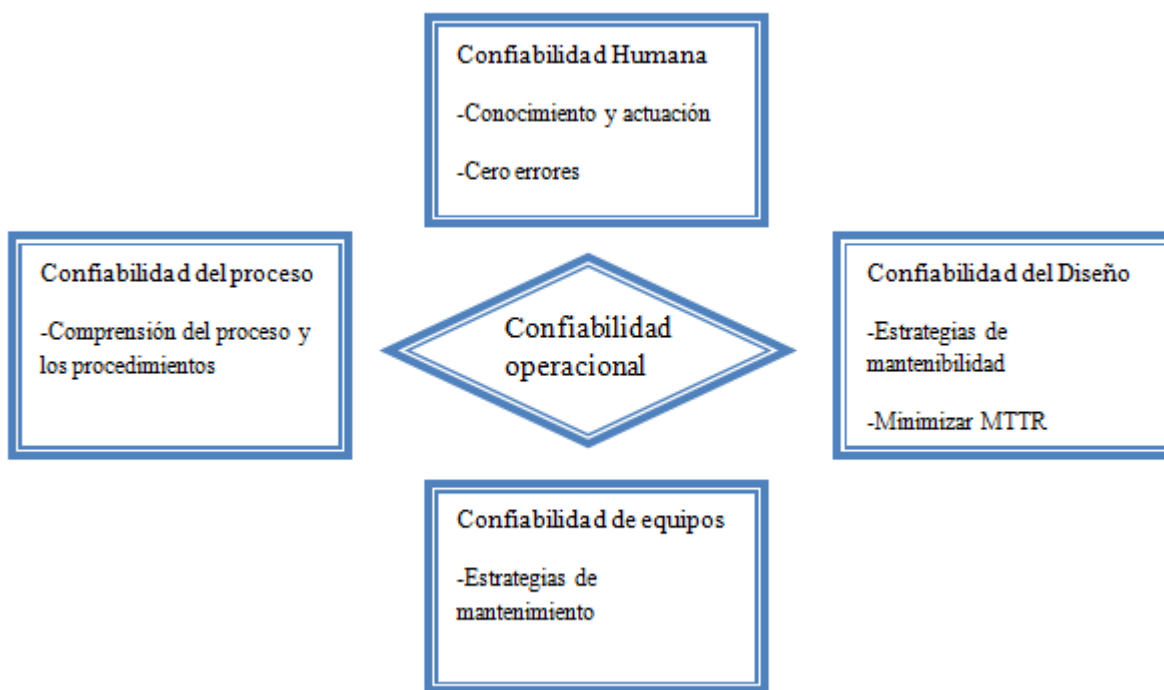 Confiabilidad Humana
-Conocimiento y actuación
-Cero errores
Confiabilidad del proceso
-Comprensión del proceso y
los procedimientos
Confiabilidad
operacional
Confiabilidad del Diseño
-Estrategias de
mantenibilidad
-Minimizar MTTR
Confiabilidad de equipos
-Estrategias de
mantenimiento